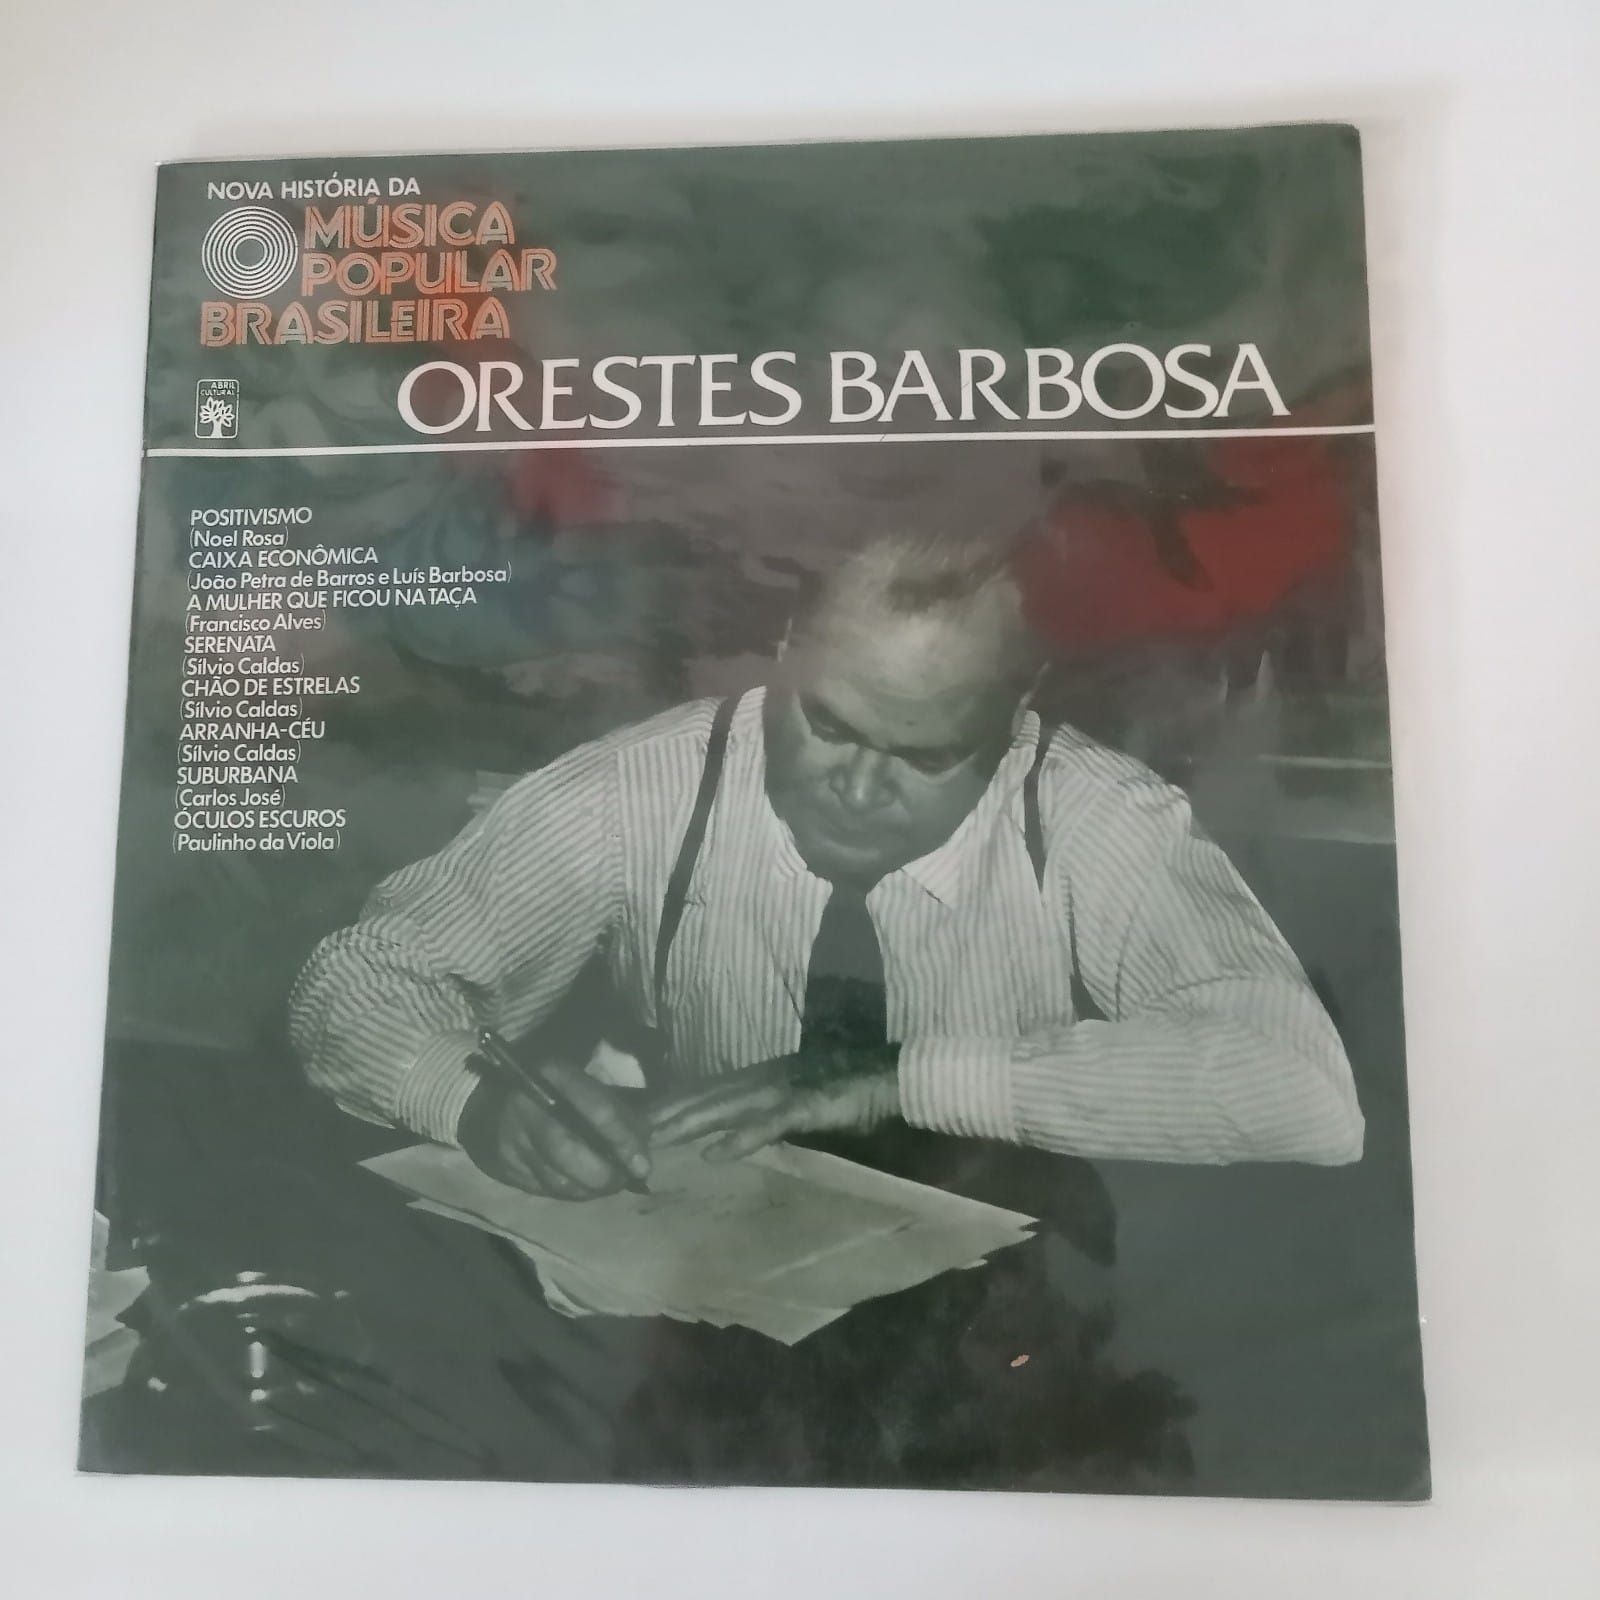 NOVA HISTÓRIA DA
MÚSICA
POPULAR
BRASILEIRA
ABRIL
CULTURAL
ORESTES BARBOSA
POSITIVISMO
(Noel Rosa)
CAIXA ECONÔMICA
(João Petra de Barros e Luís Barbosa)
A MULHER QUE FICOU NA TAÇA
(Francisco Alves)
SERENATA
(Sílvio Caldas)
CHÃO DE ESTRELAS
(Sílvio Caldas)
ARRANHA-CÉU
(Sílvio Caldas)
SUBURBANA
(Carlos José)
ÓCULOS ESCUROS
(Paulinho da Viola)